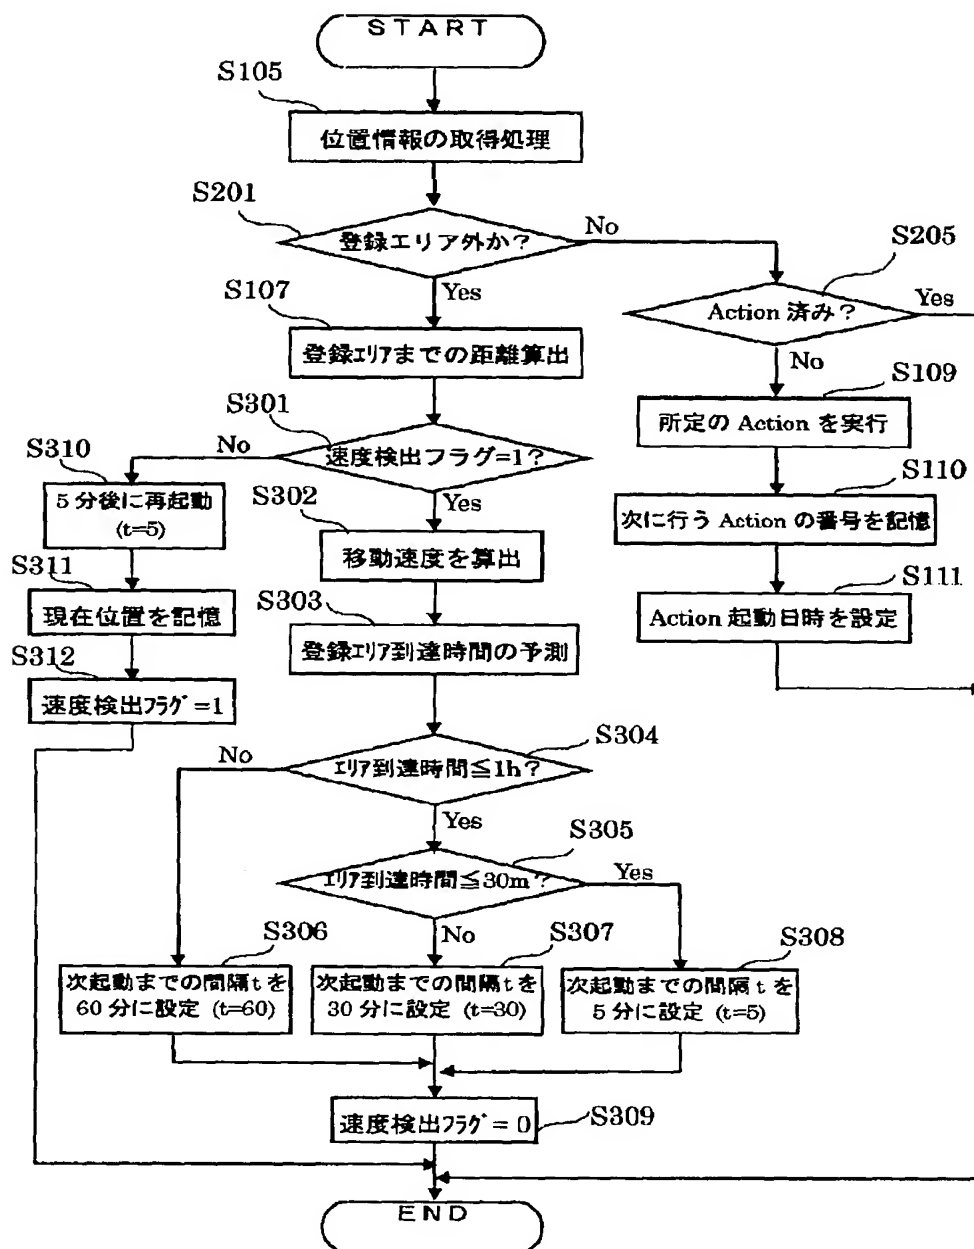 START
S105
位置情報の取得処理
S201
登録エリア外か?
No
S205
Yes
Action 済み?
Yes
S107
登録エリアまでの距離算出
No
S109
所定の Action を実行
S301
速度検出フラグ=1?
No
S310
5 分後に再起動
(t=5)
Yes
S302
移動速度を算出
S110
次に行う Action の番号を記憶
S311
現在位置を記憶
S303
登録エリア到達時間の予測
S111
Action 起動日時を設定
S312
速度検出フラグ=1
S304
エリア到達時間≦1h?
No
Yes
S305
エリア到達時間≦30m?
Yes
No
S306
次起動までの間隔 t を
60 分に設定 (t=60)
S307
次起動までの間隔 t を
30 分に設定 (t=30)
S308
次起動までの間隔 t を
5 分に設定 (t=5)
速度検出フラグ = 0
S309
END